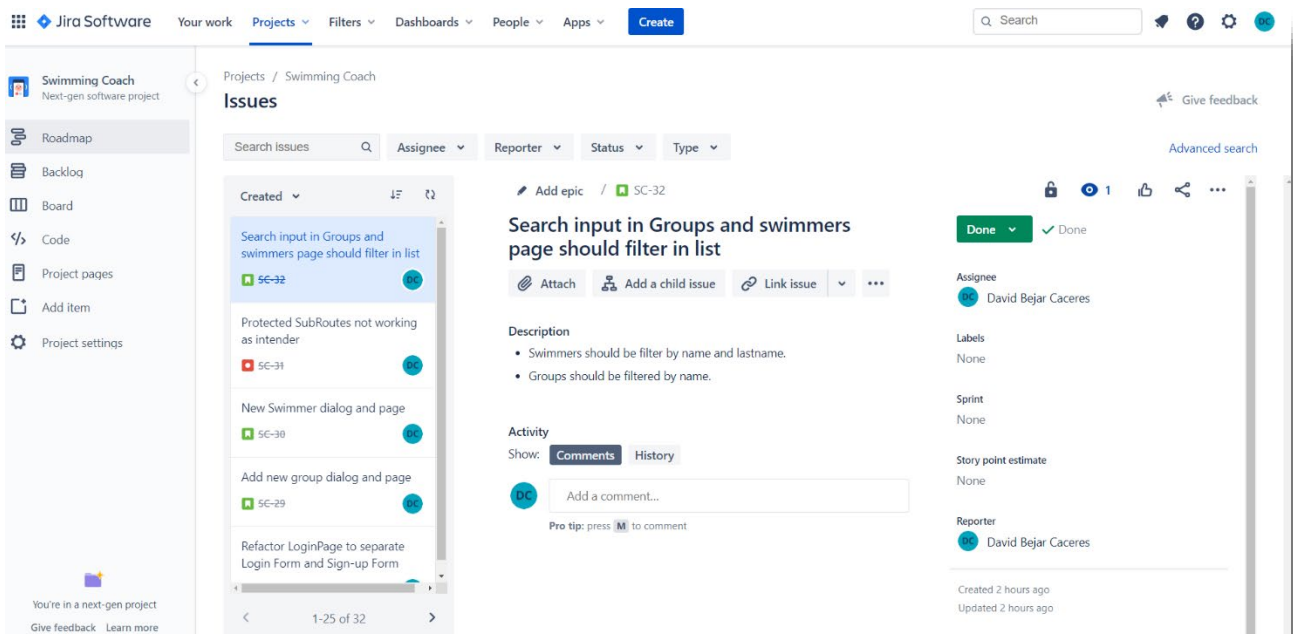 Jira Software
Your work
Projects
Filters
Dashboards
People
Apps
Create
Search
DC
Swimming Coach
Next-gen software project
Roadmap
Backlog
Board
Code
Project pages
Add item
Project settings
You're in a next-gen project
Give feedback Learn more
Projects / Swimming Coach
Issues
Give feedback
Search issues
Assignee
Reporter
Status
Type
Advanced search
Created
Search input in Groups and
swimmers page should filter in list
SC-32
DC
Protected SubRoutes not working
as intender
SC-31
DC
New Swimmer dialog and page
SC-30
DC
Add new group dialog and page
SC-29
DC
Refactor LoginPage to separate
Login Form and Sign-up Form
1-25 of 32
Add epic / SC-32
1
Search input in Groups and swimmers
page should filter in list
Attach
Add a child issue
Link issue
Description
• Swimmers should be filter by name and lastname.
• Groups should be filtered by name.
Activity
Show: Comments History
DC
Add a comment...
Pro tip: press M to comment
Done
Done
Assignee
DC David Bejar Caceres
Labels
None
Sprint
None
Story point estimate
None
Reporter
DC David Bejar Caceres
Created 2 hours ago
Updated 2 hours ago